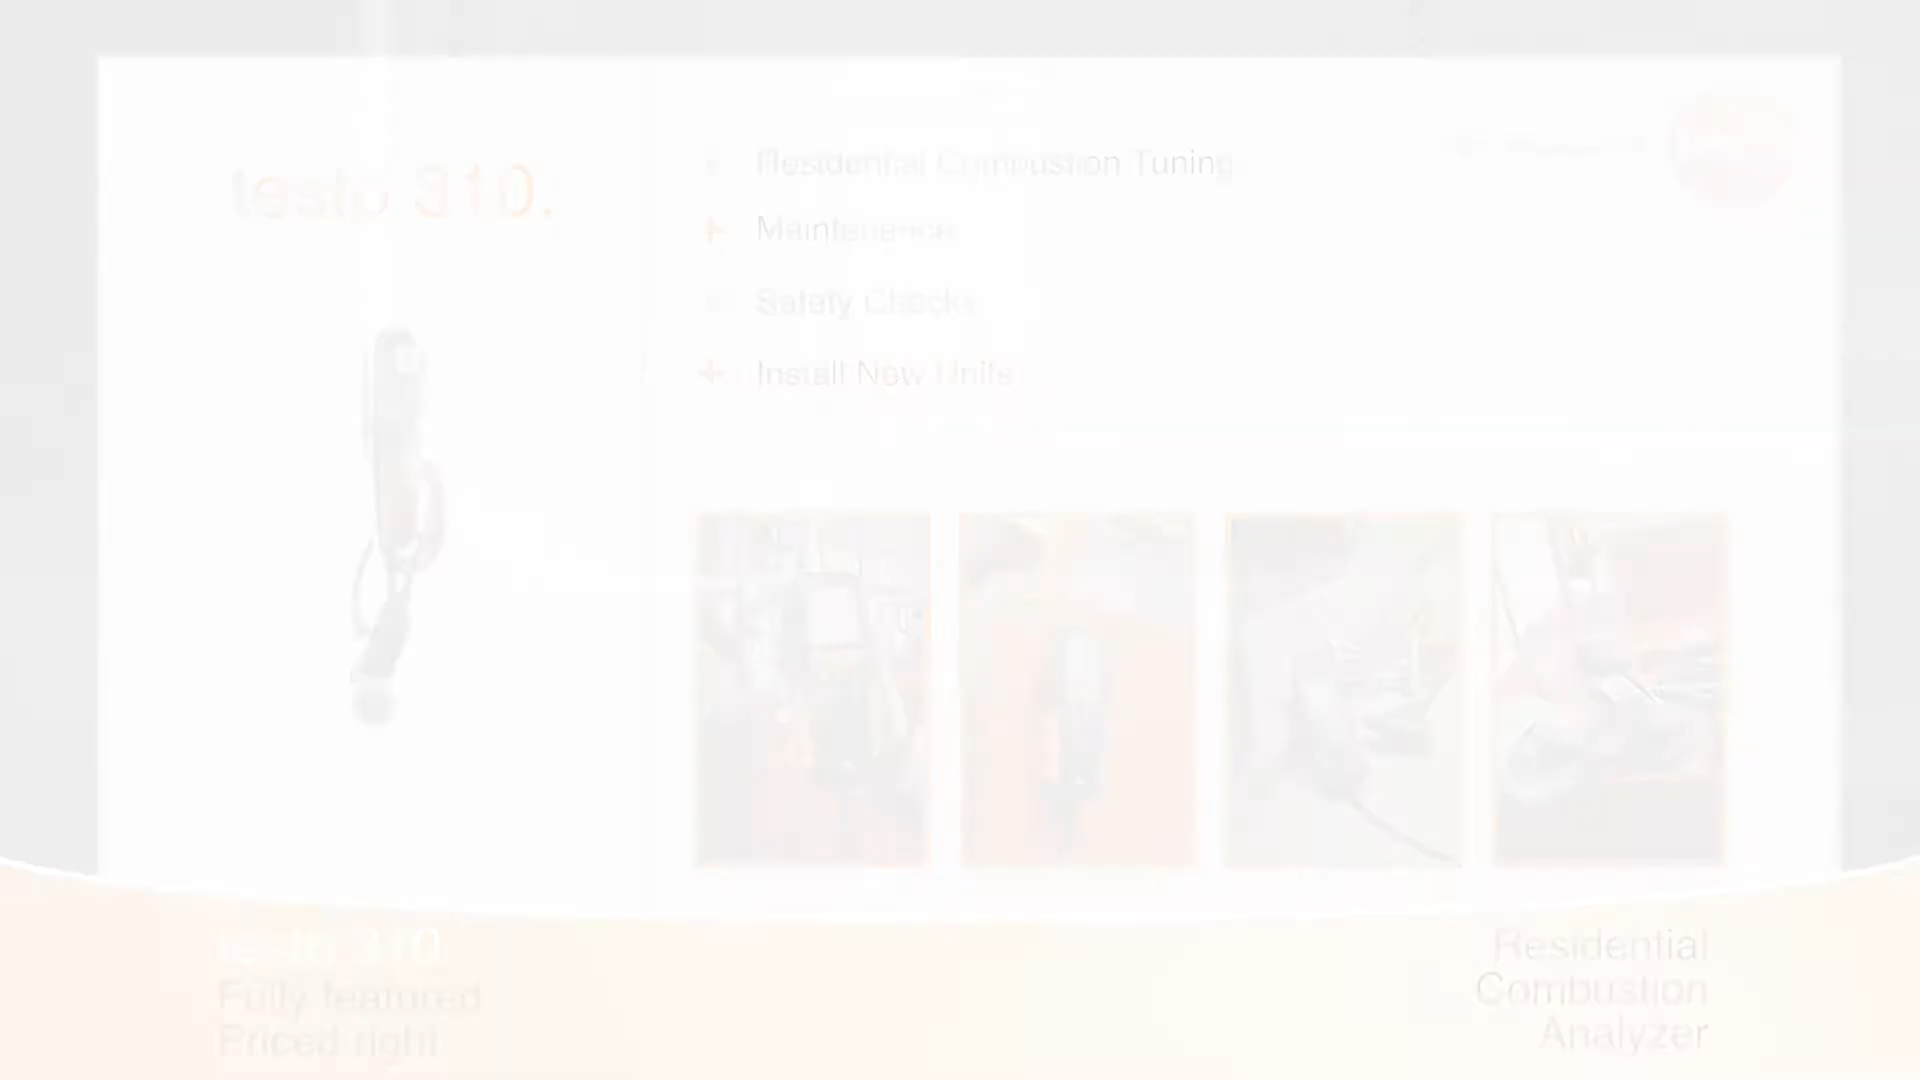 testo 310.
Residential Combustion Tuning
Maintenance
Safety Checks
Install New Units
testo 310
Fully featured
Priced right
Residential
Combustion
Analyzer